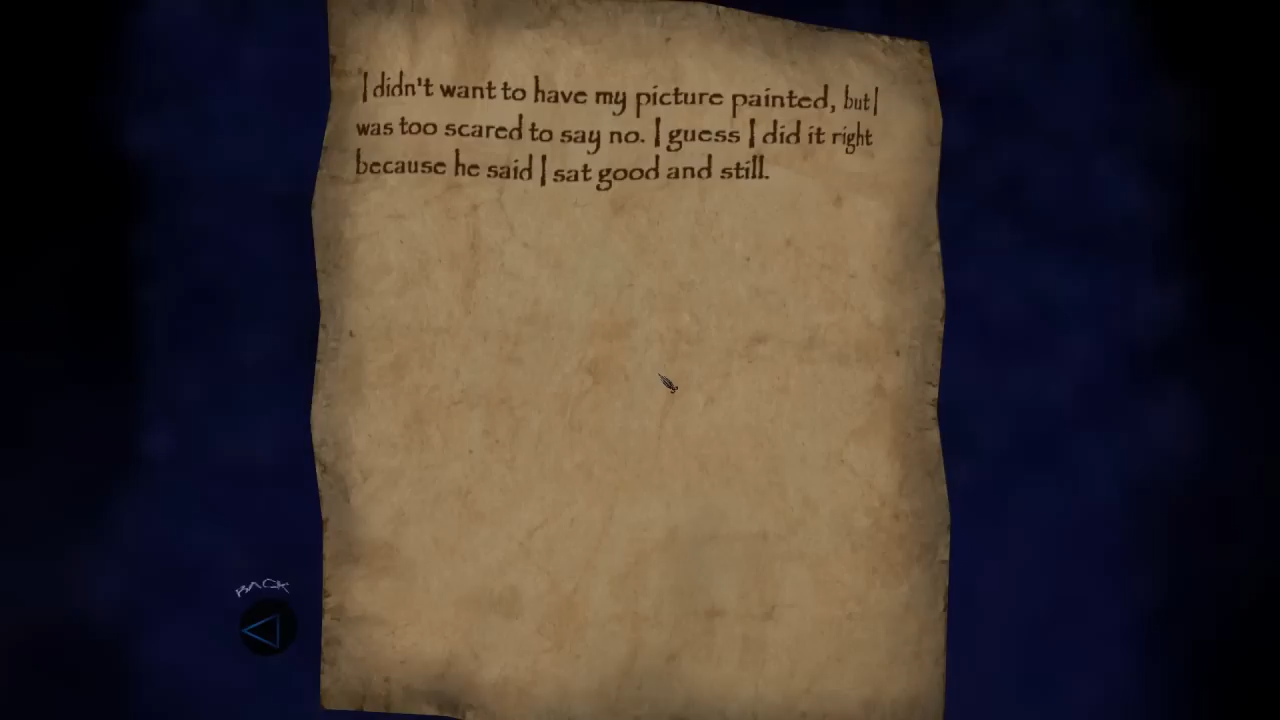 I didn't want to have my picture painted, but I
was too scared to say no. I guess I did it right
because he said I sat good and still.
BACK